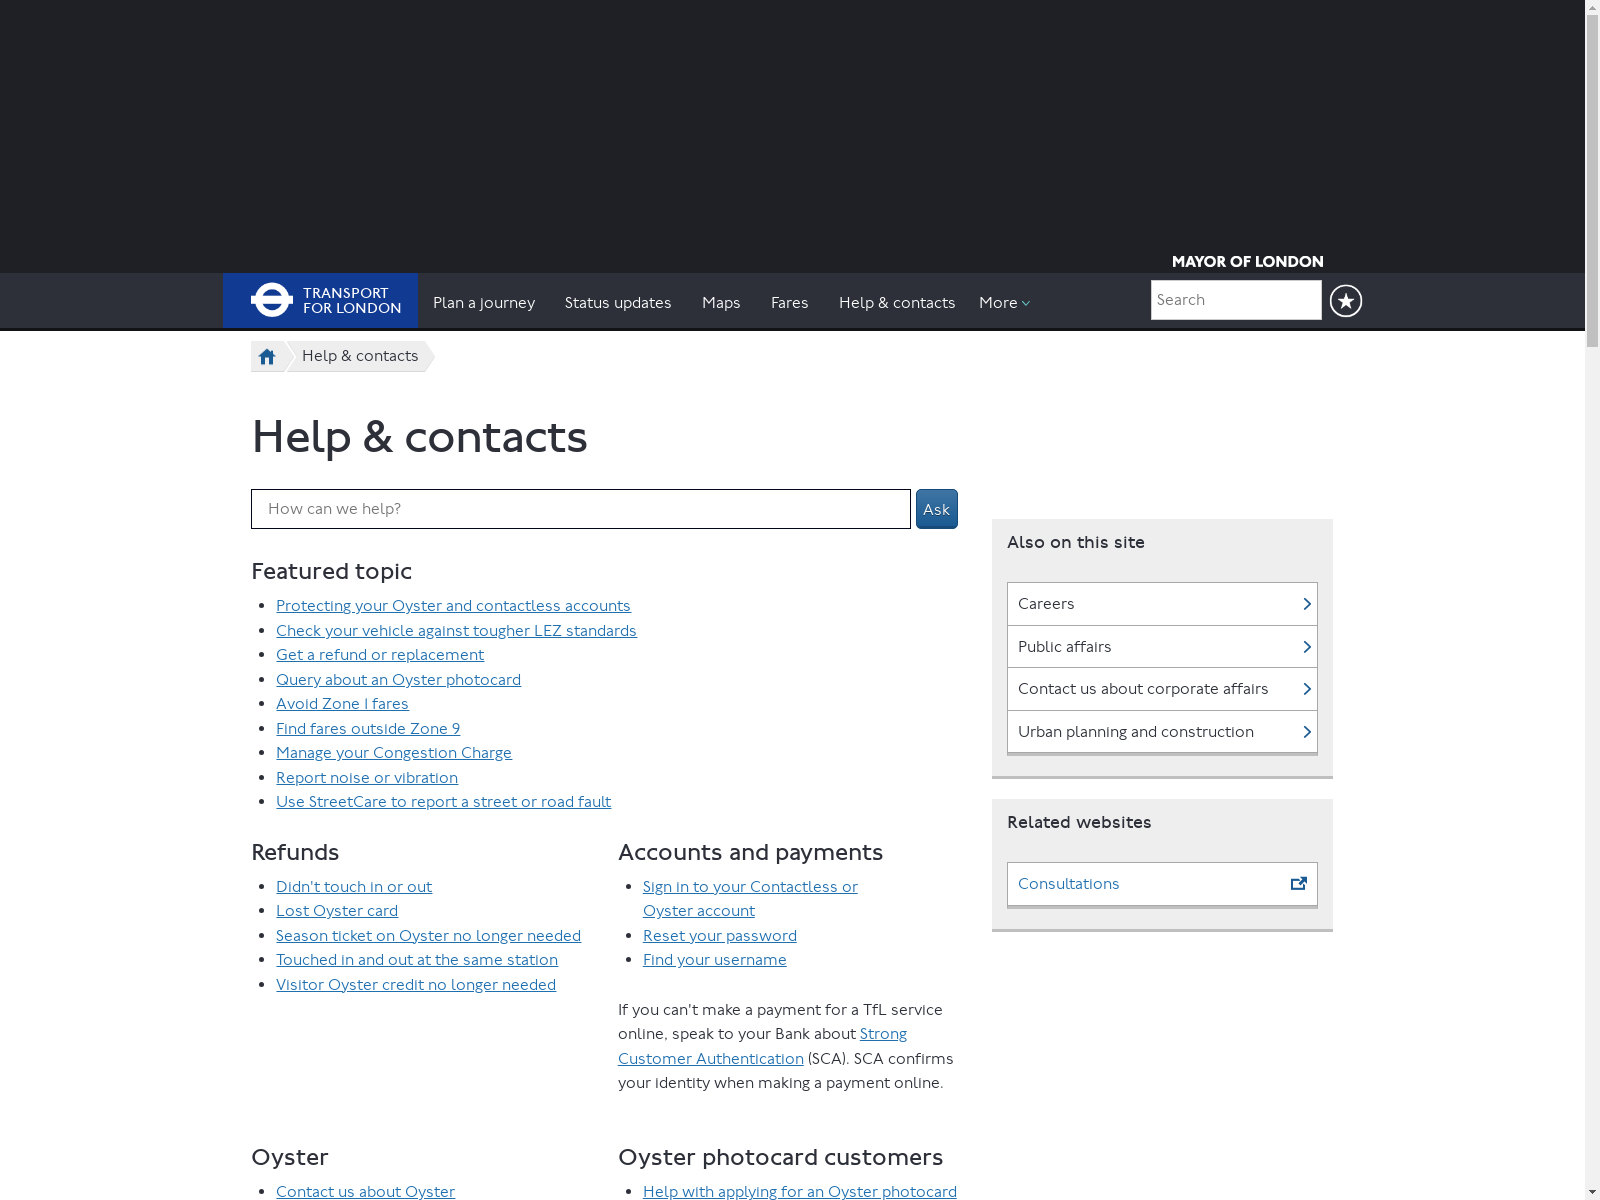 MAYOR OF LONDON
TRANSPORT
FOR LONDON
Plan a journey
Status updates
Maps
Fares
Help & contacts
More
Search
Help & contacts
Help & contacts
How can we help?
Ask
Featured topic
Protecting your Oyster and contactless accounts
Check your vehicle against tougher LEZ standards
Get a refund or replacement
Query about an Oyster photocard
Avoid Zone 1 fares
Find fares outside Zone 9
Manage your Congestion Charge
Report noise or vibration
Use StreetCare to report a street or road fault
Refunds
Didn't touch in or out
Lost Oyster card
Season ticket on Oyster no longer needed
Touched in and out at the same station
Visitor Oyster credit no longer needed
Accounts and payments
Sign in to your Contactless or
Oyster account
Reset your password
Find your username
If you can't make a payment for a TfL service
online, speak to your Bank about Strong
Customer Authentication (SCA). SCA confirms
your identity when making a payment online.
Oyster
Contact us about Oyster
Oyster photocard customers
Help with applying for an Oyster photocard
Also on this site
Careers
Public affairs
Contact us about corporate affairs
Urban planning and construction
Related websites
Consultations